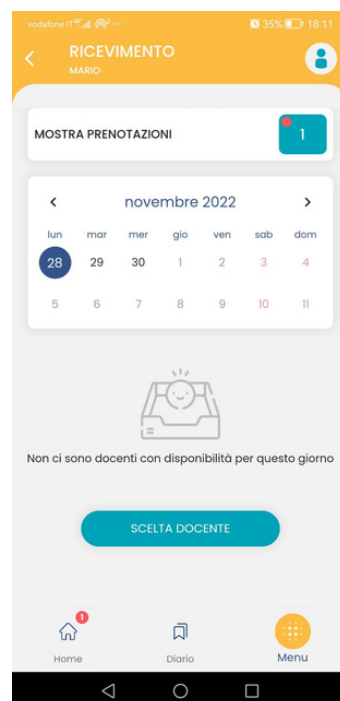 vodafone IT 4G 35% 18:11
RICEVIMENTO
MARIO
MOSTRA PRENOTAZIONI 1
novembre 2022
lun mar mer gio ven sab dom
28 29 30 1 2 3 4
5 6 7 8 9 10 11
Non ci sono docenti con disponibilità per questo giorno
SCELTA DOCENTE
1
Home Diario Menu